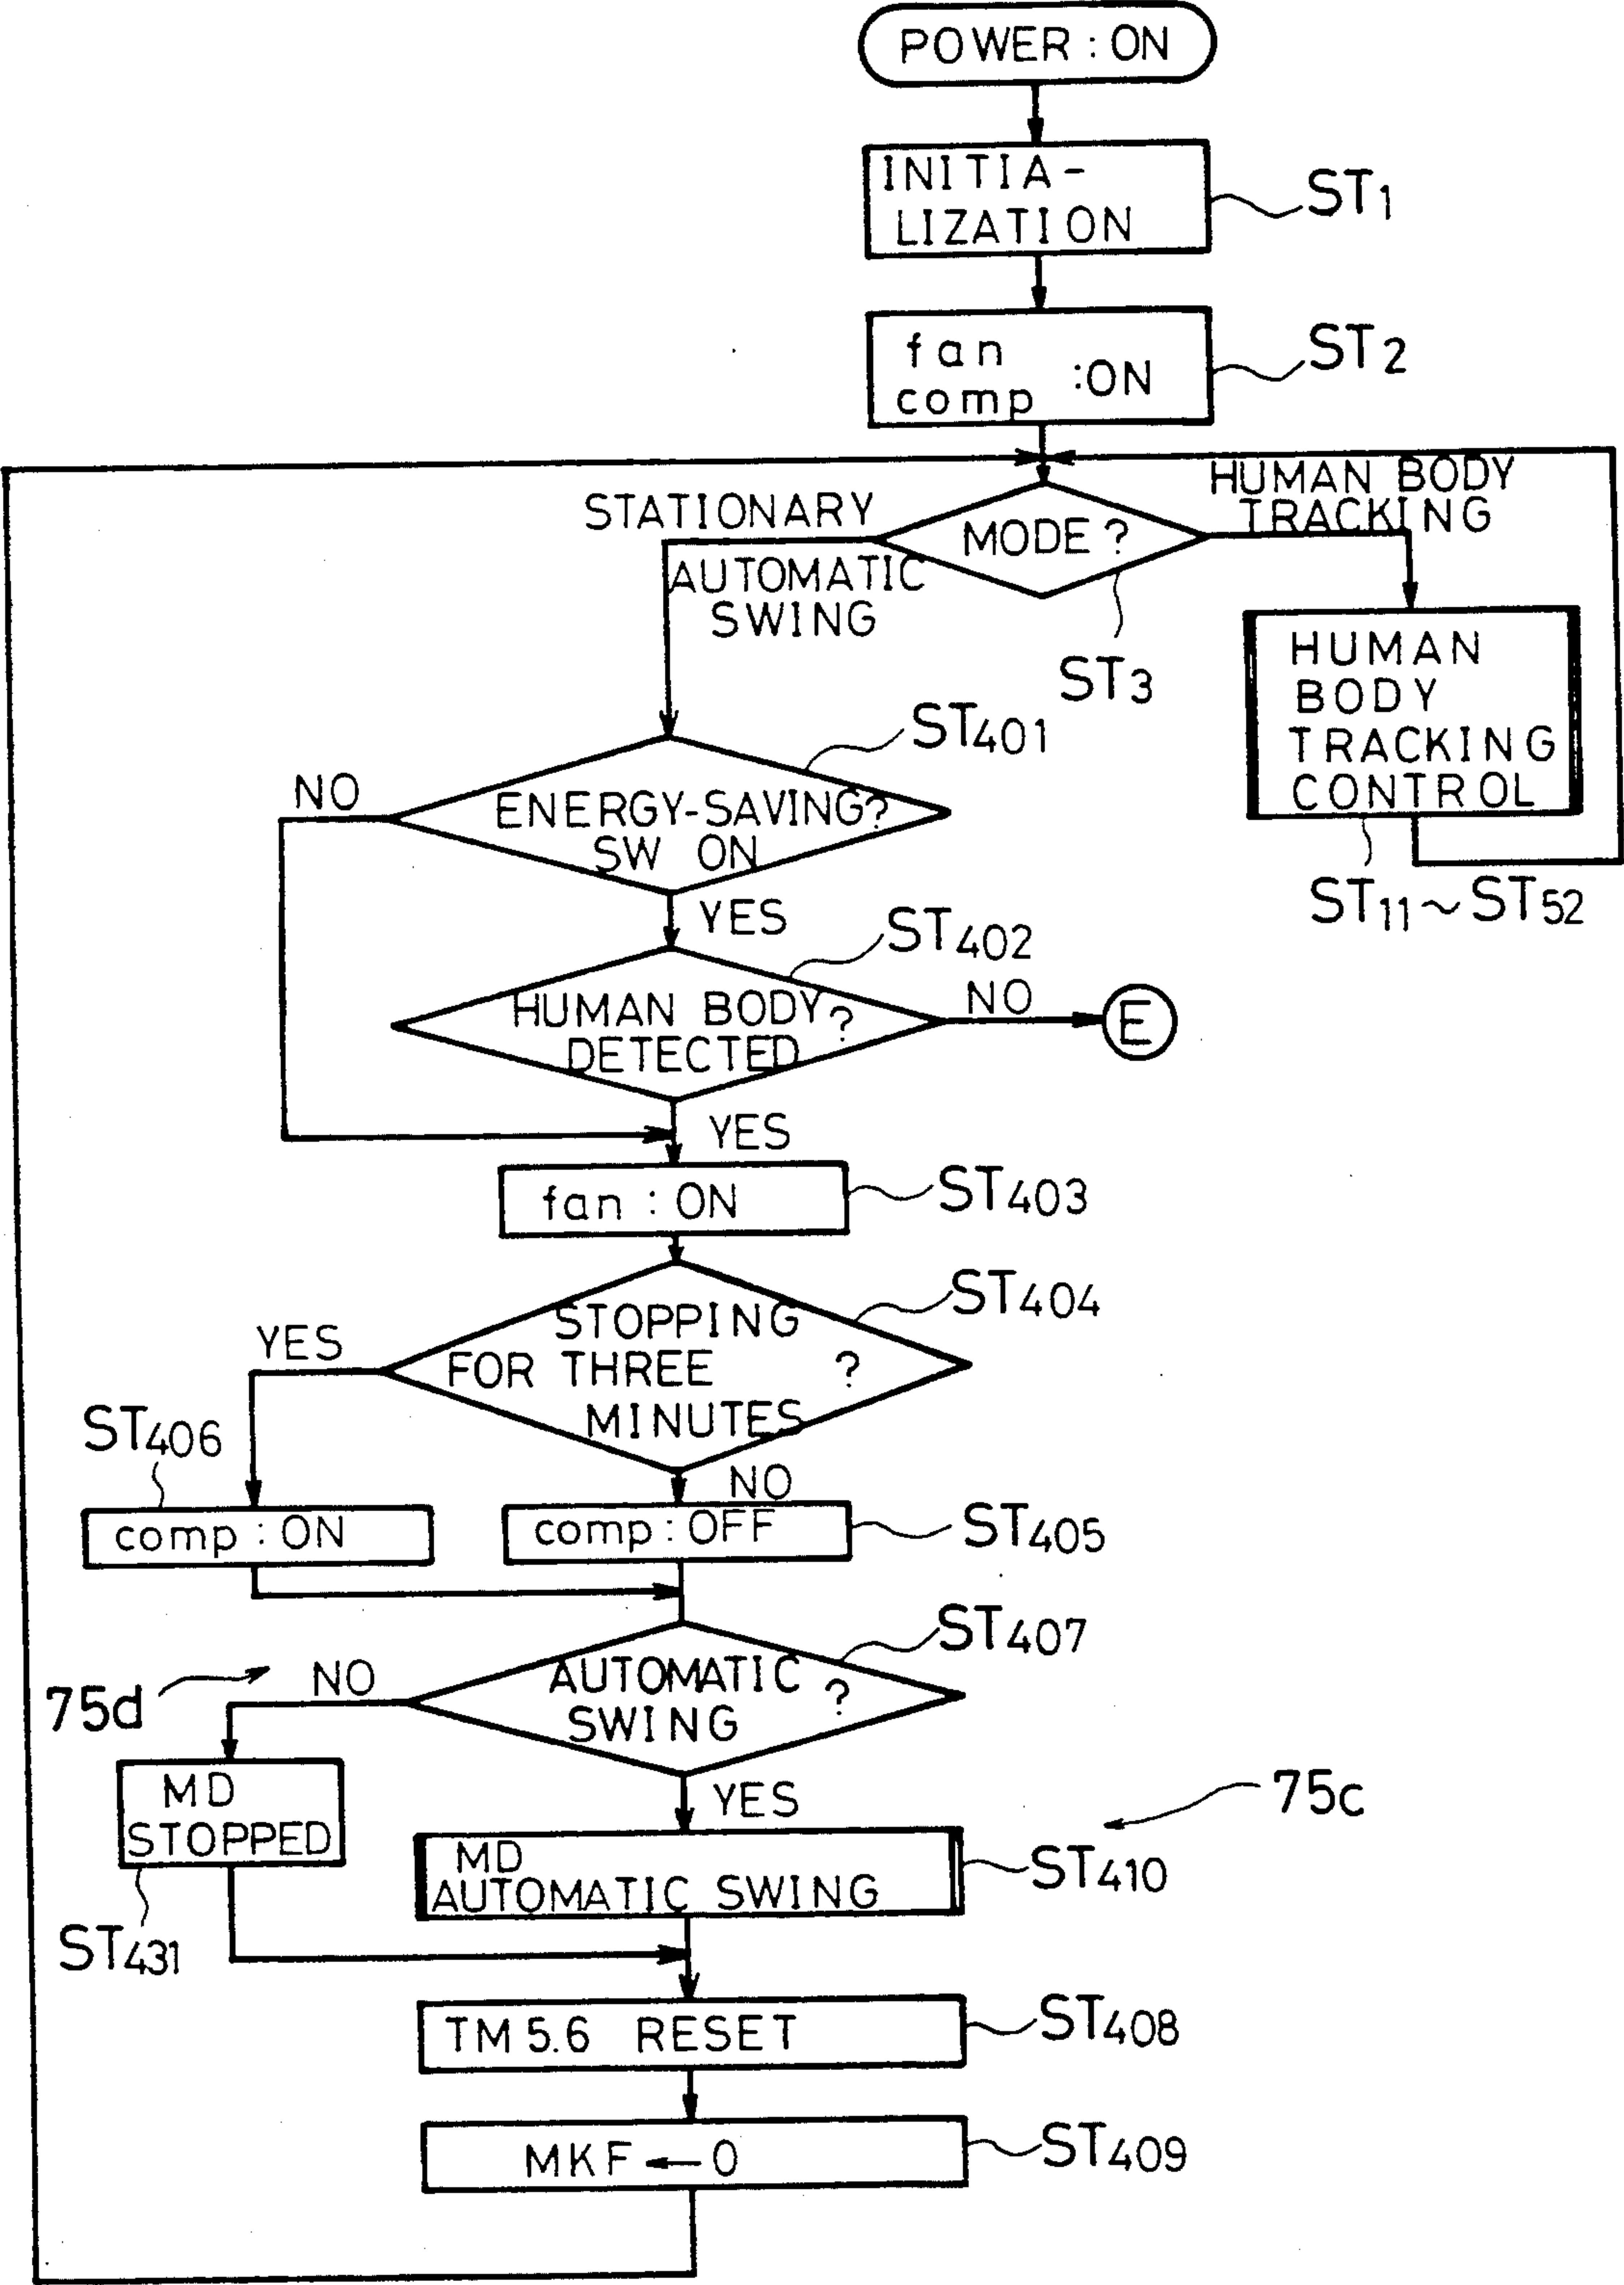 POWER : ON
INITIA-
LIZATION
ST1
fan
comp :ON
ST2
STATIONARY
AUTOMATIC
SWING
MODE ?
HUMAN BODY
TRACKING
ST3
HUMAN
BODY
TRACKING
CONTROL
ST11~ST52
ST401
NO
ENERGY-SAVING?
SW ON
YES
ST402
HUMAN BODY ?
DETECTED
NO
E
YES
fan : ON
ST403
ST404
STOPPING
FOR THREE ?
MINUTES
YES
NO
ST406
comp : ON
comp : OFF
ST405
ST407
75d
NO
AUTOMATIC
SWING ?
YES
75c
MD
STOPPED
ST431
MD
AUTOMATIC SWING
ST410
TM 5.6 RESET
ST408
MKF ← 0
ST409